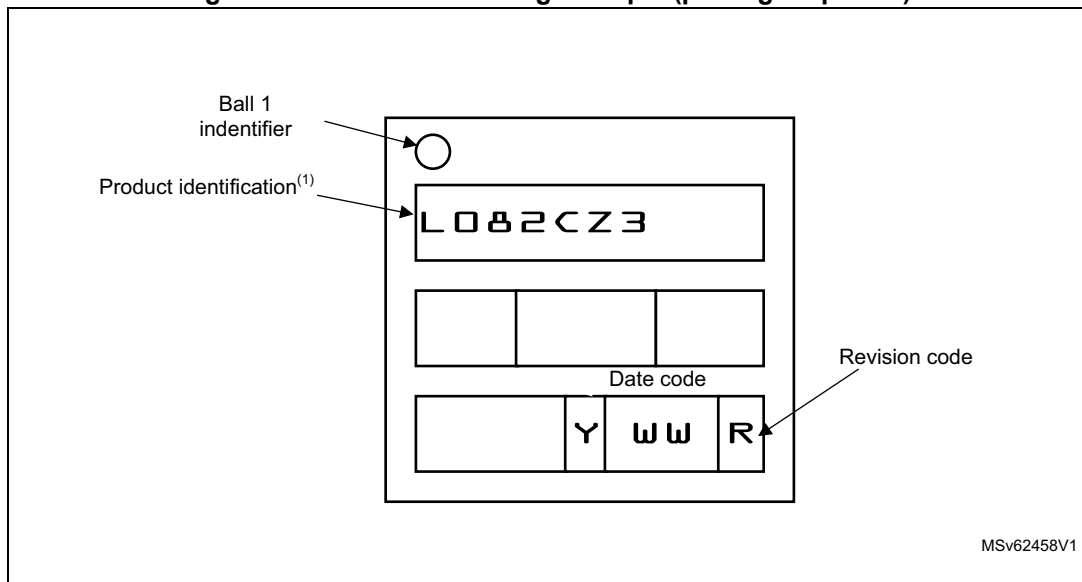 Ball 1
indentifier
Product identification(1)
L082CZ3
Revision code
Date code
Y WW R
MSv62458V1